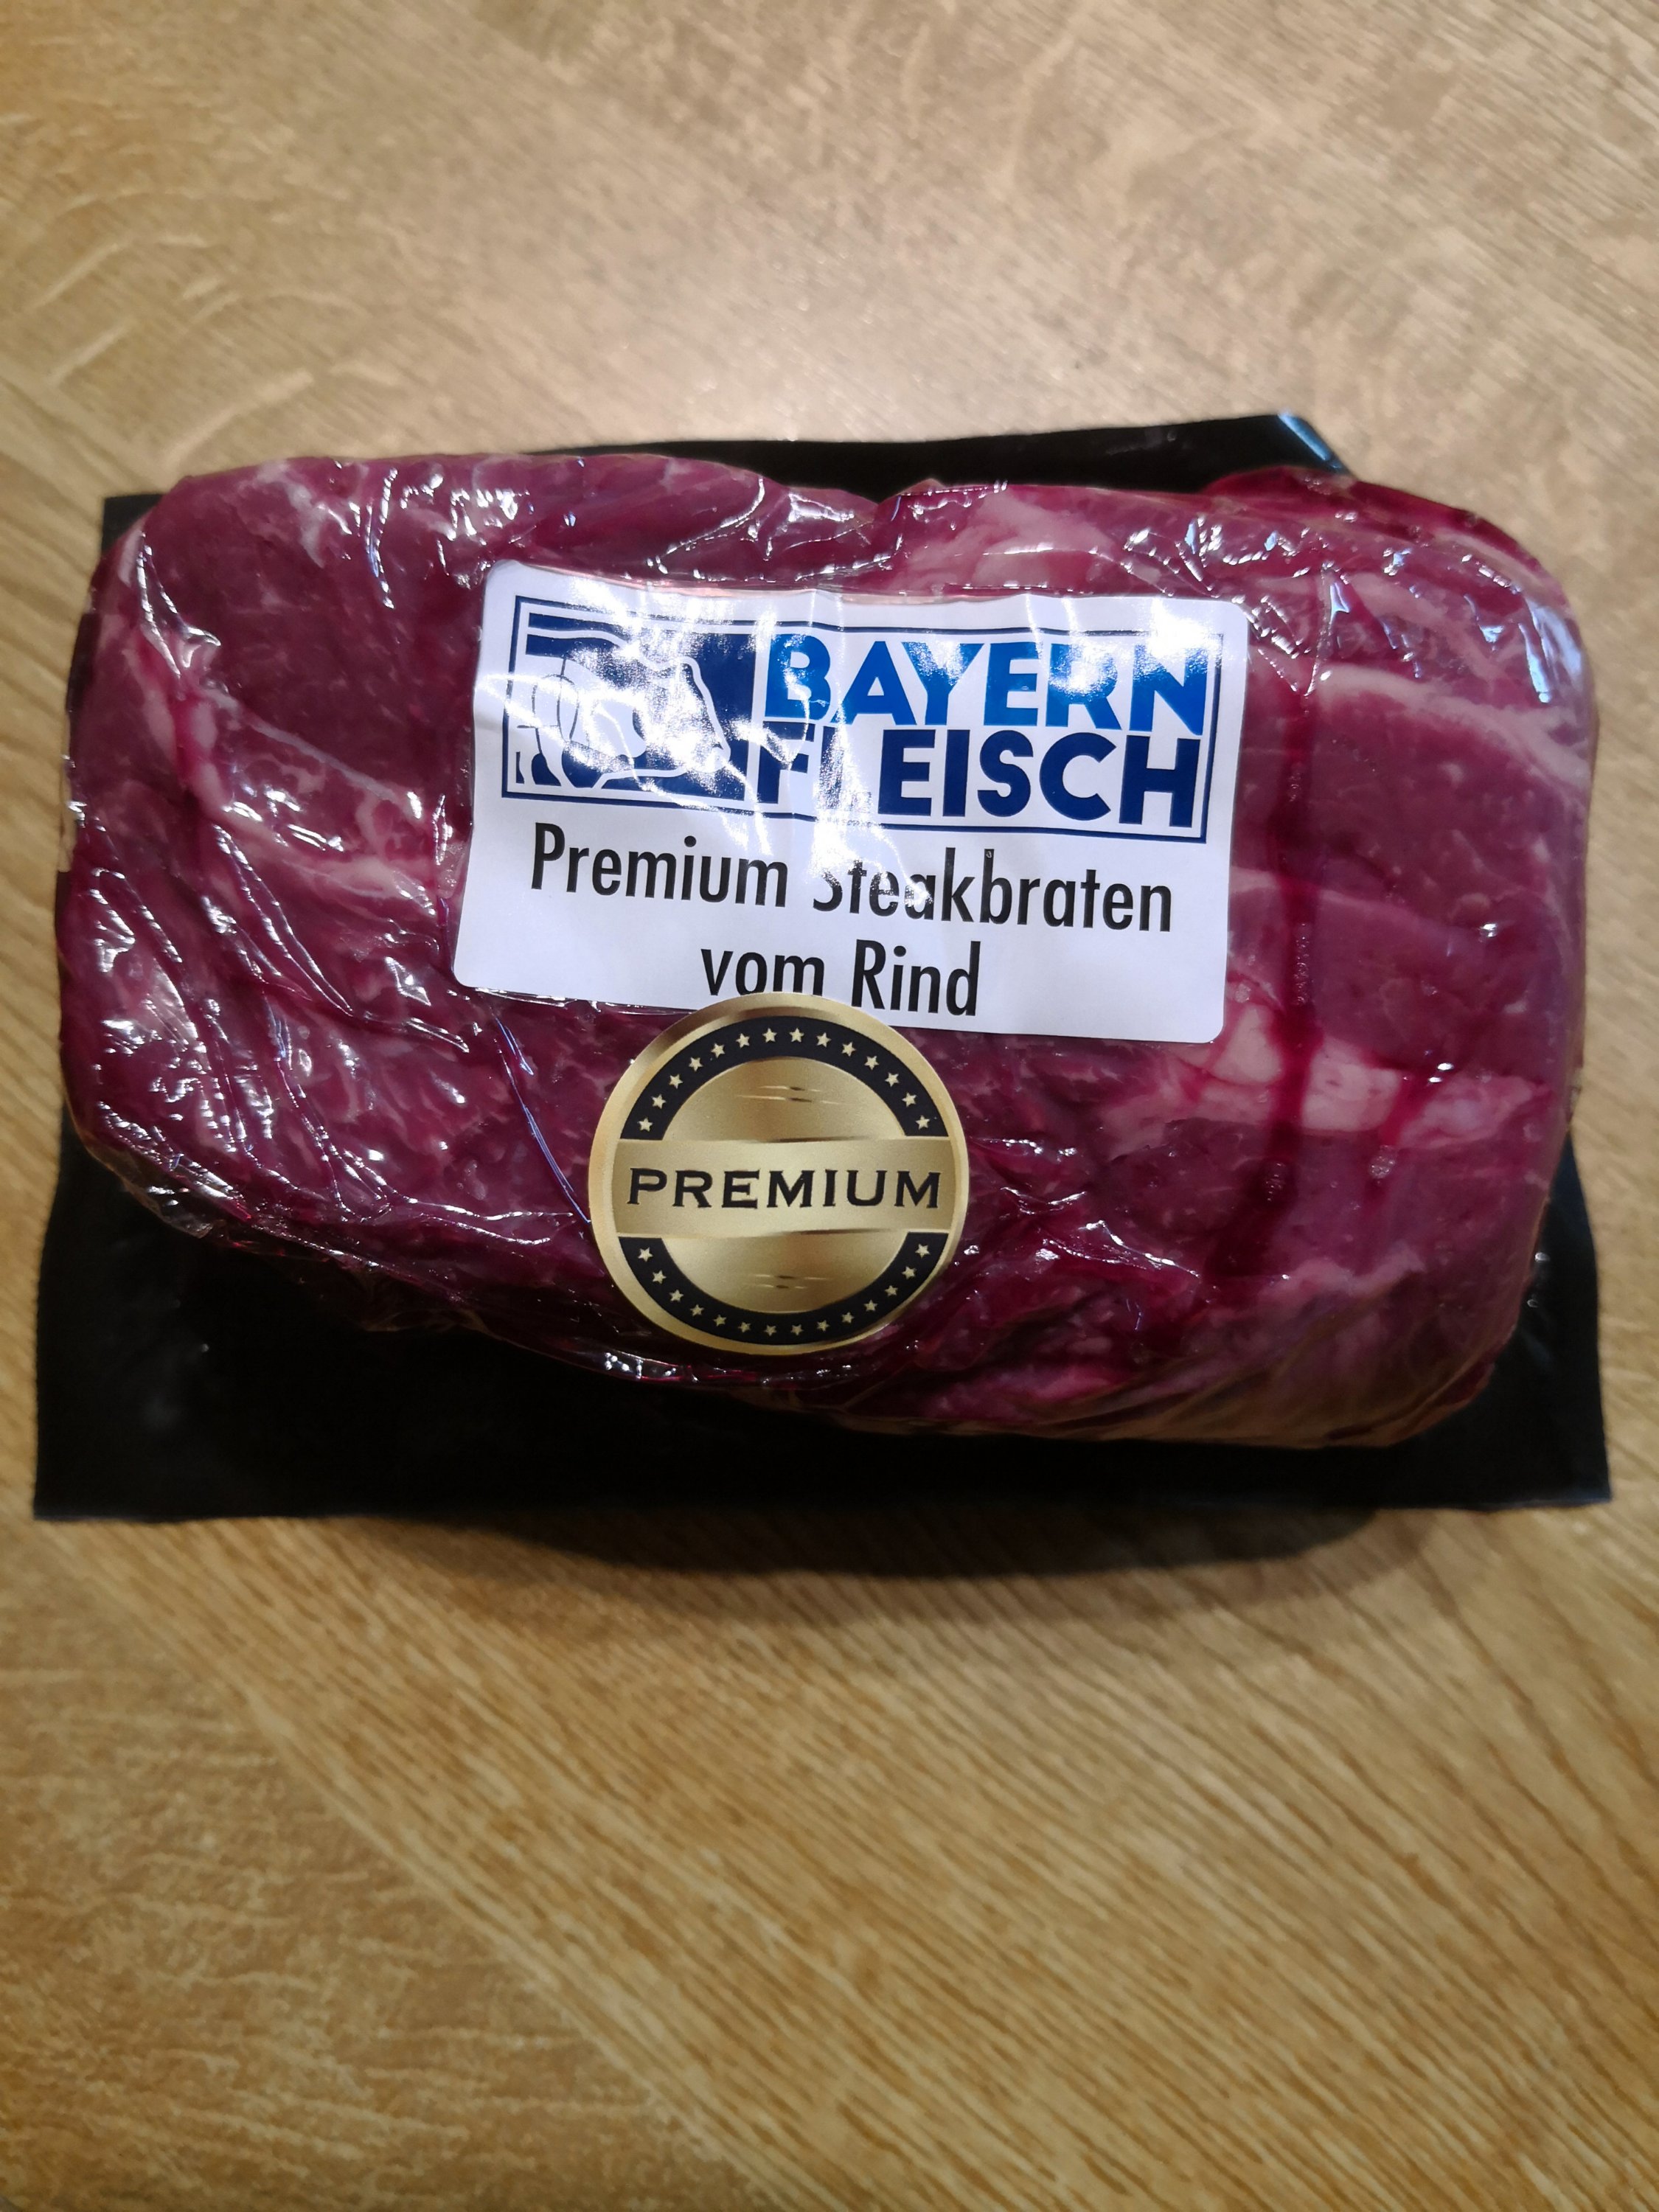 BAYERN
FLEISCH
Premium Steakbraten
vom Rind
PREMIUM